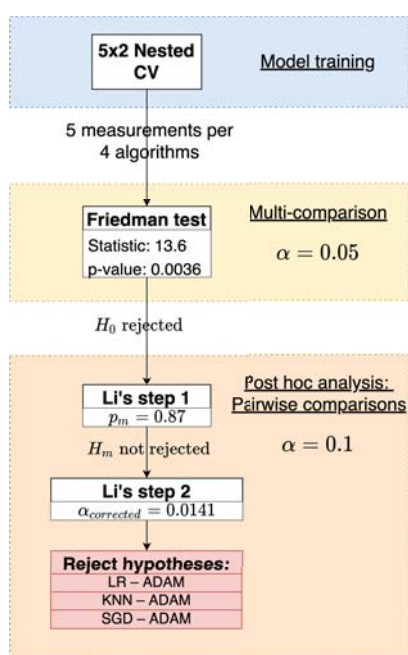 5x2 Nested
CV
Model training
5 measurements per
4 algorithms
Friedman test
Statistic: 13.6
p-value: 0.0036
Multi-comparison
α = 0.05
H₀ rejected
Post hoc analysis:
Pairwise comparisons
α = 0.1
Li's step 1
pₘ = 0.87
Hₘ not rejected
Li's step 2
α_corrected = 0.0141
Reject hypotheses:
LR – ADAM
KNN – ADAM
SGD – ADAM